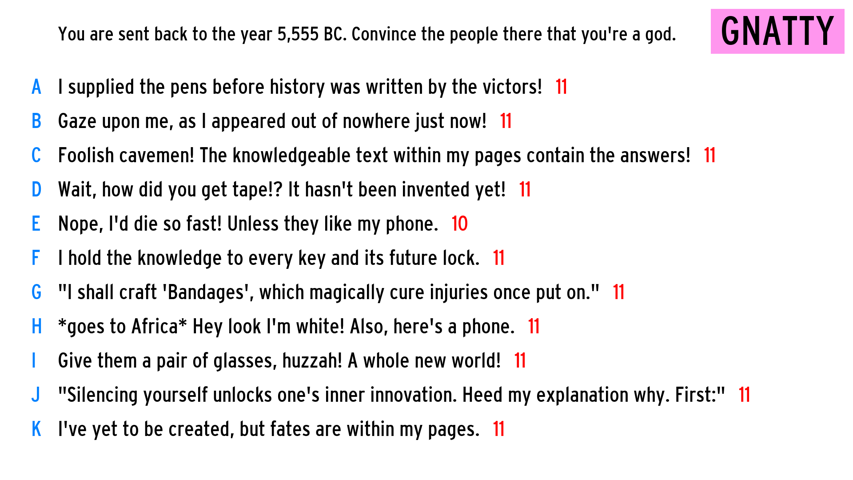 You are sent back to the year 5,555 BC. Convince the people there that you're a god.
GNATTY
A I supplied the pens before history was written by the victors! 11
B Gaze upon me, as I appeared out of nowhere just now! 11
C Foolish cavemen! The knowledgeable text within my pages contain the answers! 11
D Wait, how did you get tape!? It hasn't been invented yet! 11
E Nope, I'd die so fast! Unless they like my phone. 10
F I hold the knowledge to every key and its future lock. 11
G "I shall craft 'Bandages', which magically cure injuries once put on." 11
H *goes to Africa* Hey look I'm white! Also, here's a phone. 11
I Give them a pair of glasses, huzzah! A whole new world! 11
J "Silencing yourself unlocks one's inner innovation. Heed my explanation why. First:" 11
K I've yet to be created, but fates are within my pages. 11